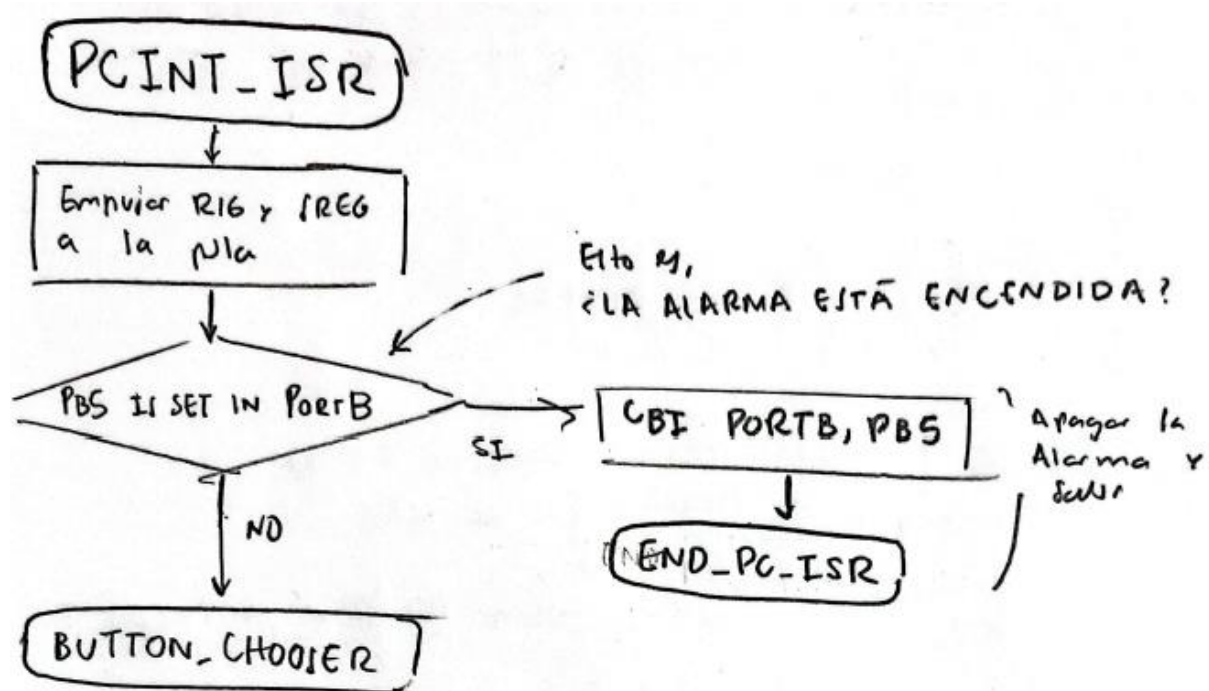 PCINT_ISR
Empujar R16 y SREG
a la pila
Esto es,
¿LA ALARMA ESTÁ ENCENDIDA?
PB5 IS SET IN PORTB
SI
CBI PORTB, PB5
Apagar la
Alarma y
Salir
NO
END_PC_ISR
BUTTON_CHOOSER